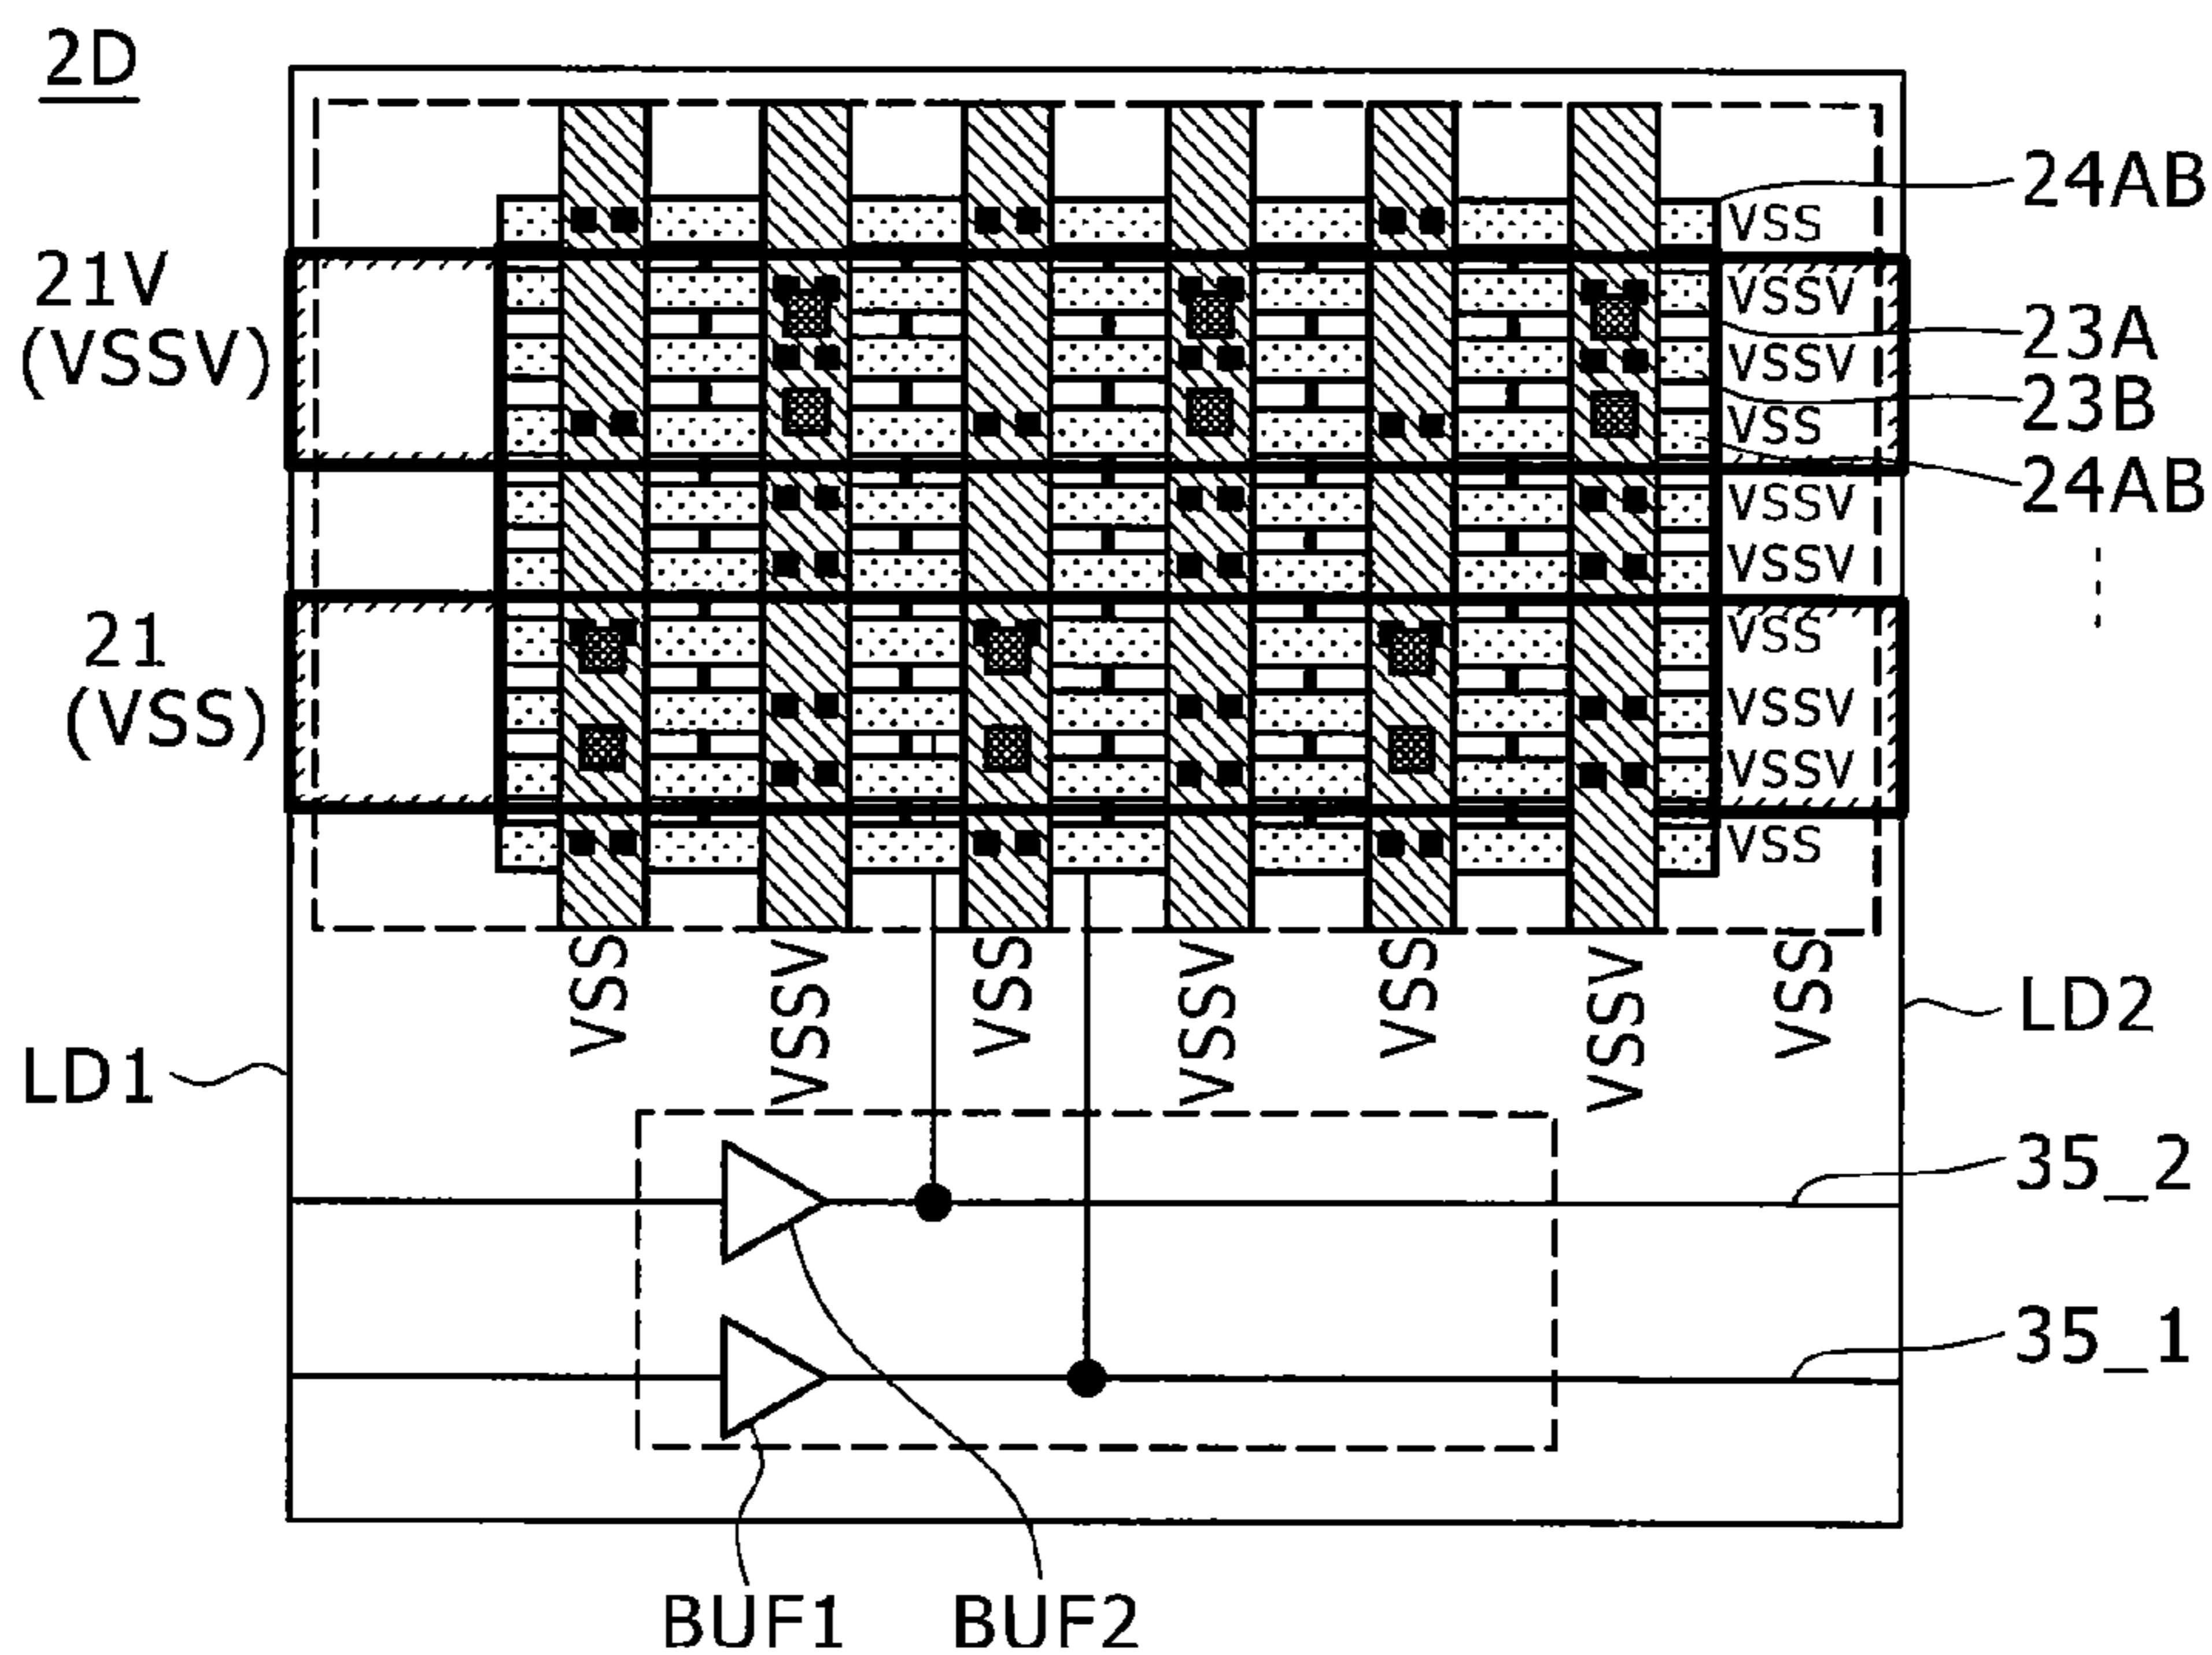 2D
24AB
VSS
21V
(VSSV)
VSSV
23A
VSSV
23B
VSS
24AB
VSSV
VSSV
21
(VSS)
VSS
VSSV
VSSV
VSS
VSS
VSSV
VSS
VSSV
VSS
VSSV
VSS
LD2
LD1
35_2
35_1
BUF1
BUF2